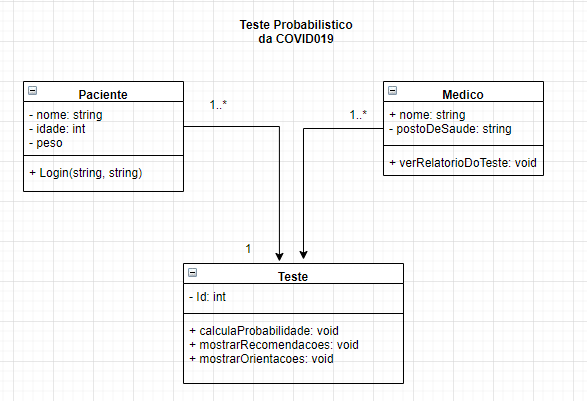 Teste Probabilistico
da COVID019
Paciente
- nome: string
- idade: int
- peso
+ Login(string, string)
1..*
1..*
Medico
+ nome: string
- postoDeSaude: string
+ verRelatorioDoTeste: void
1
Teste
- Id: int
+ calculaProbabilidade: void
+ mostrarRecomendacoes: void
+ mostrarOrientacoes: void